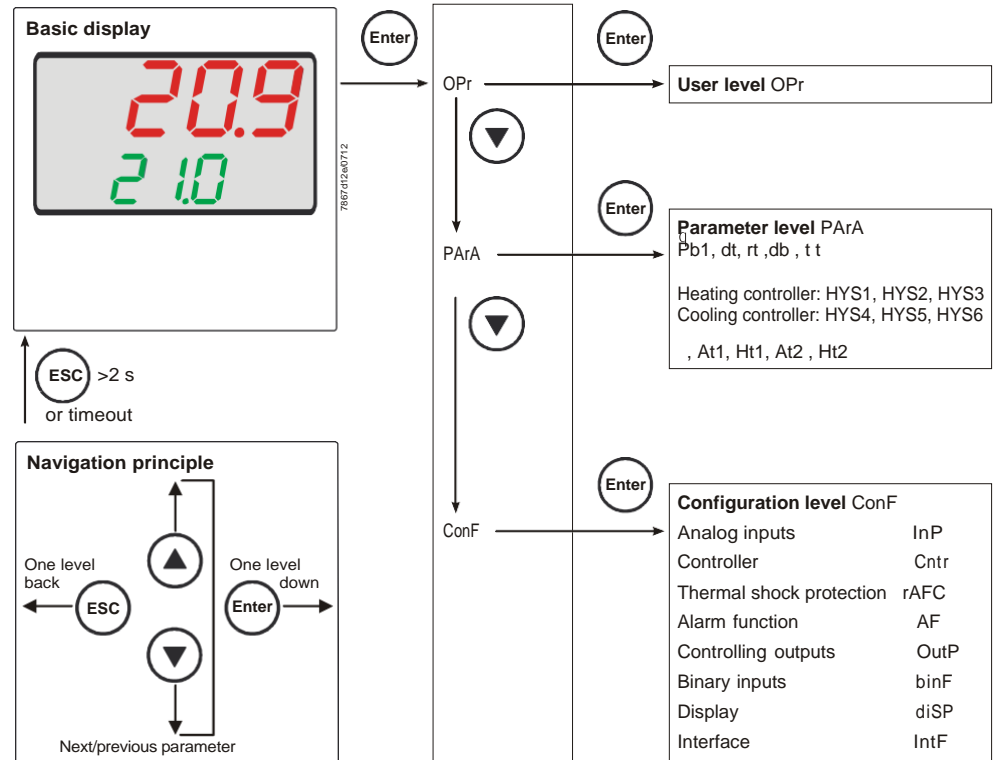 Basic display
20.9
21.0
7867d12e/0712
Enter
OPr
Enter
User level OPr
PArA
Enter
Parameter level PArA
Pb1, dt, rt ,db , t t
Heating controller: HYS1, HYS2, HYS3
Cooling controller: HYS4, HYS5, HYS6
, At1, Ht1, At2 , Ht2
ESC >2 s
or timeout
Navigation principle
One level
back
ESC
One level
down
Enter
Next/previous parameter
ConF
Enter
Configuration level ConF
Analog inputs InP
Controller Cntr
Thermal shock protection rAFC
Alarm function AF
Controlling outputs OutP
Binary inputs binF
Display diSP
Interface IntF